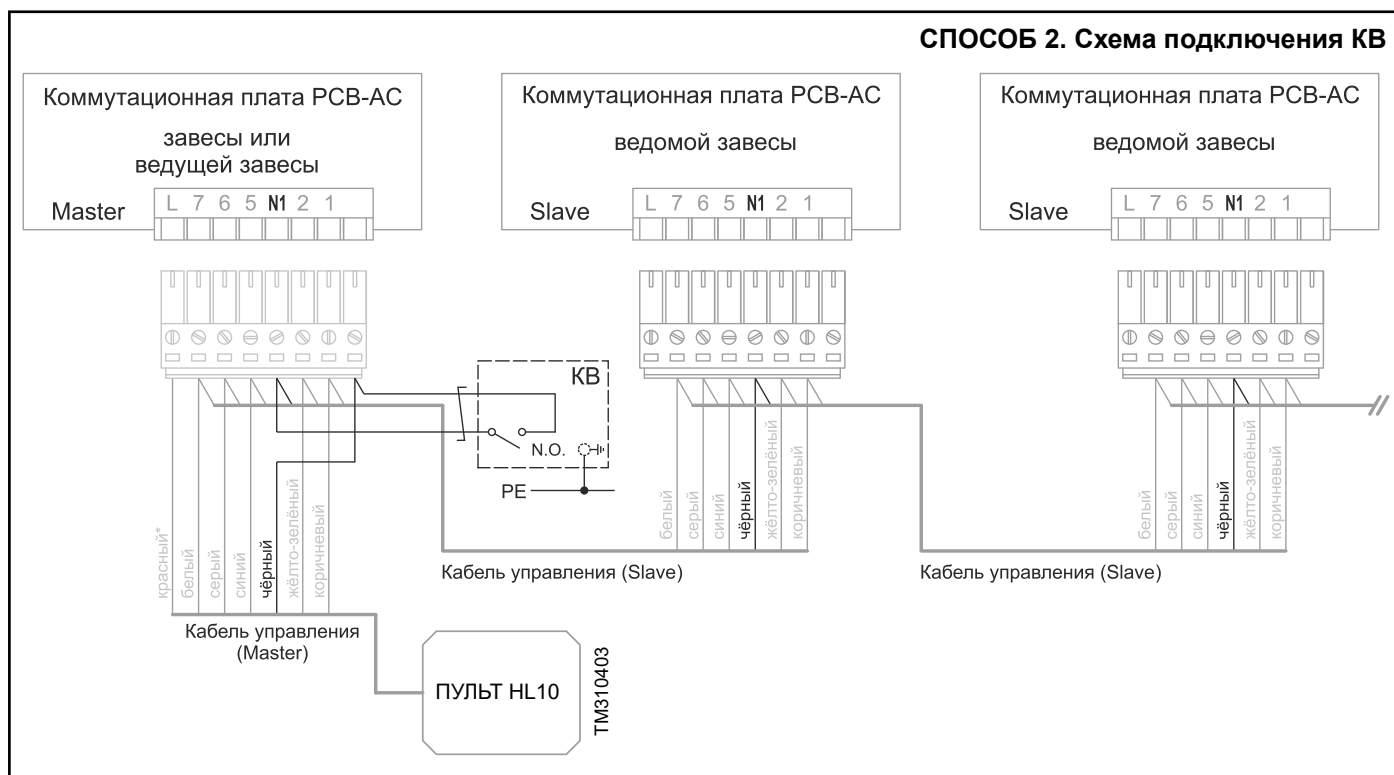 СПОСОБ 2. Схема подключения КВ
Коммутационная плата PCB-AC
завесы или
ведущей завесы
Master
L 7 6 5 N1 2 1
Коммутационная плата PCB-AC
ведомой завесы
Slave
L 7 6 5 N1 2 1
Коммутационная плата PCB-AC
ведомой завесы
Slave
L 7 6 5 N1 2 1
КВ
N.O.
PE
красный*
белый
серый
синий
чёрный
жёлто-зелёный
коричневый
белый
серый
синий
чёрный
жёлто-зелёный
коричневый
белый
серый
синий
чёрный
жёлто-зелёный
коричневый
Кабель управления (Slave)
Кабель управления (Slave)
Кабель управления
(Master)
ПУЛЬТ HL10
TM310403